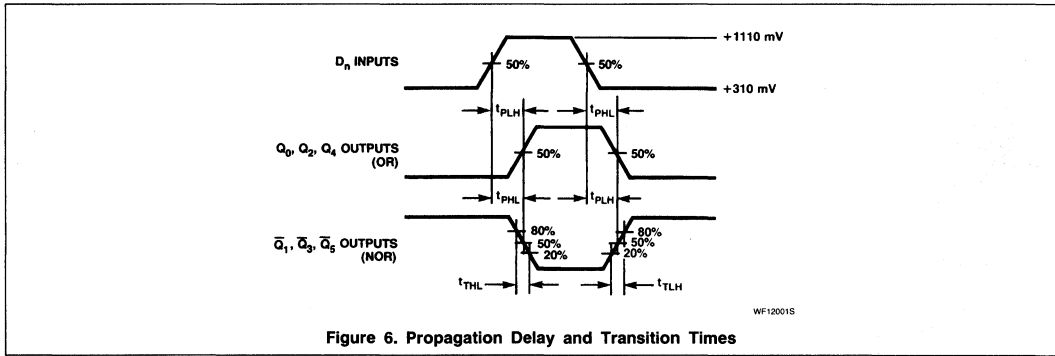 +1110 mV
Dn INPUTS
50%
50%
+310 mV
tPLH
tPHL
Q0, Q2, Q4 OUTPUTS
(OR)
50%
50%
tPHL
tPLH
Q̅1, Q̅3, Q̅5 OUTPUTS
(NOR)
80%
50%
20%
80%
50%
20%
tTHL
tTLH
WF12001S
Figure 6. Propagation Delay and Transition Times